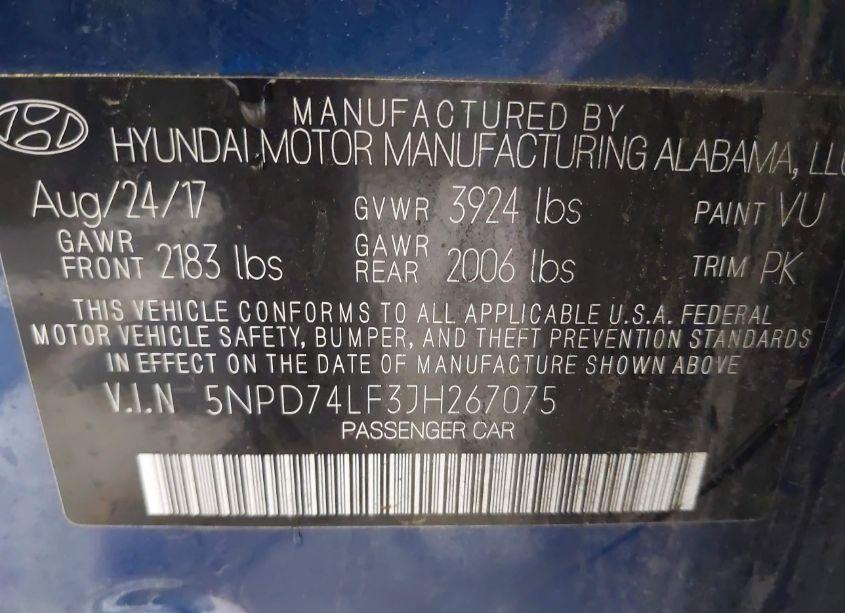 MANUFACTURED BY
HYUNDAI MOTOR MANUFACTURING ALABAMA, LLC
Aug/24/17 GVWR 3924 lbs PAINT VU
GAWR FRONT 2183 lbs GAWR REAR 2006 lbs TRIM PK
THIS VEHICLE CONFORMS TO ALL APPLICABLE U.S.A. FEDERAL
MOTOR VEHICLE SAFETY, BUMPER, AND THEFT PREVENTION STANDARDS
IN EFFECT ON THE DATE OF MANUFACTURE SHOWN ABOVE
V.I.N 5NPD74LF3JH267075
PASSENGER CAR